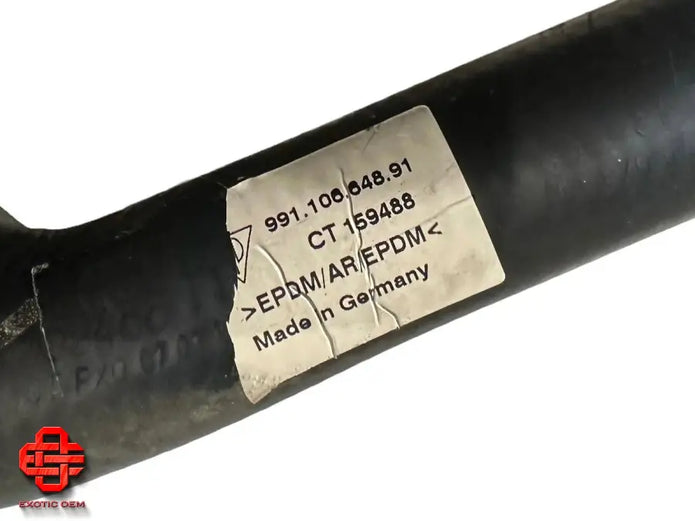 991.106.648.91
CT 159488
>EPDM/AR/EPDM<
Made in Germany
EXOTIC OEM